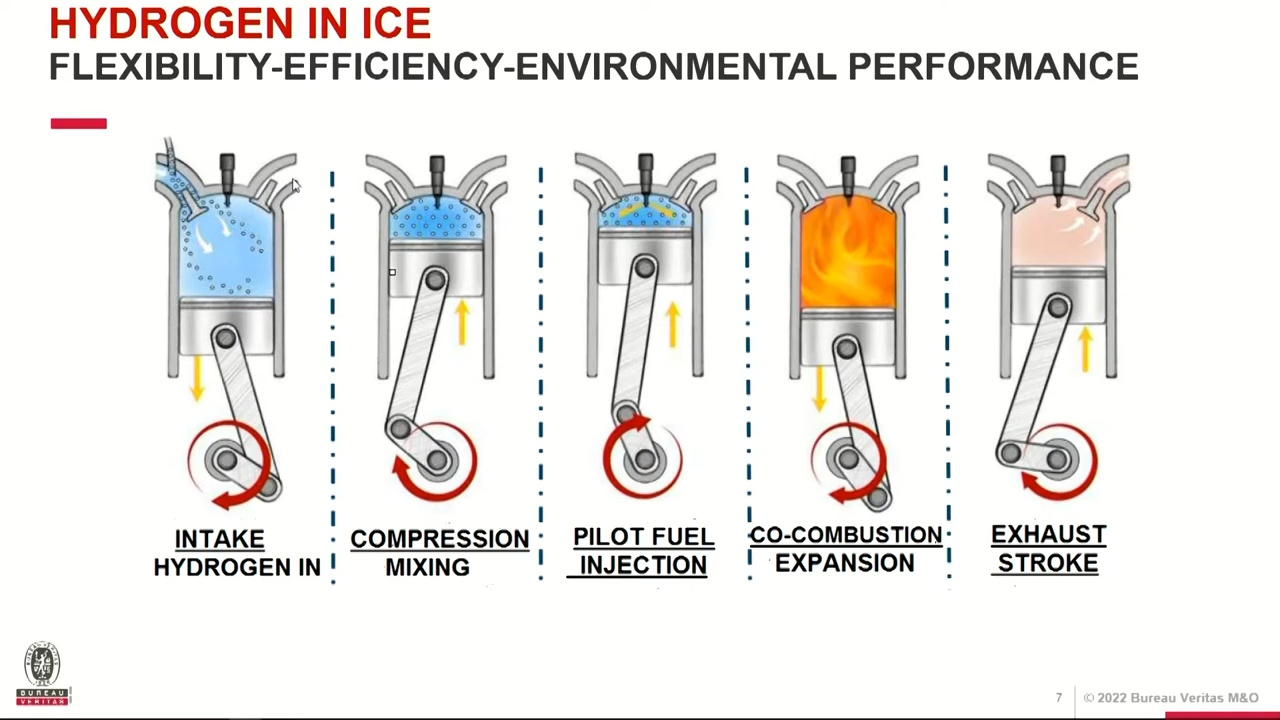 HYDROGEN IN ICE
FLEXIBILITY-EFFICIENCY-ENVIRONMENTAL PERFORMANCE
INTAKE
HYDROGEN IN
COMPRESSION
MIXING
PILOT FUEL
INJECTION
CO-COMBUSTION
EXPANSION
EXHAUST
STROKE
BUREAU
VERITAS
7
© 2022 Bureau Veritas M&O